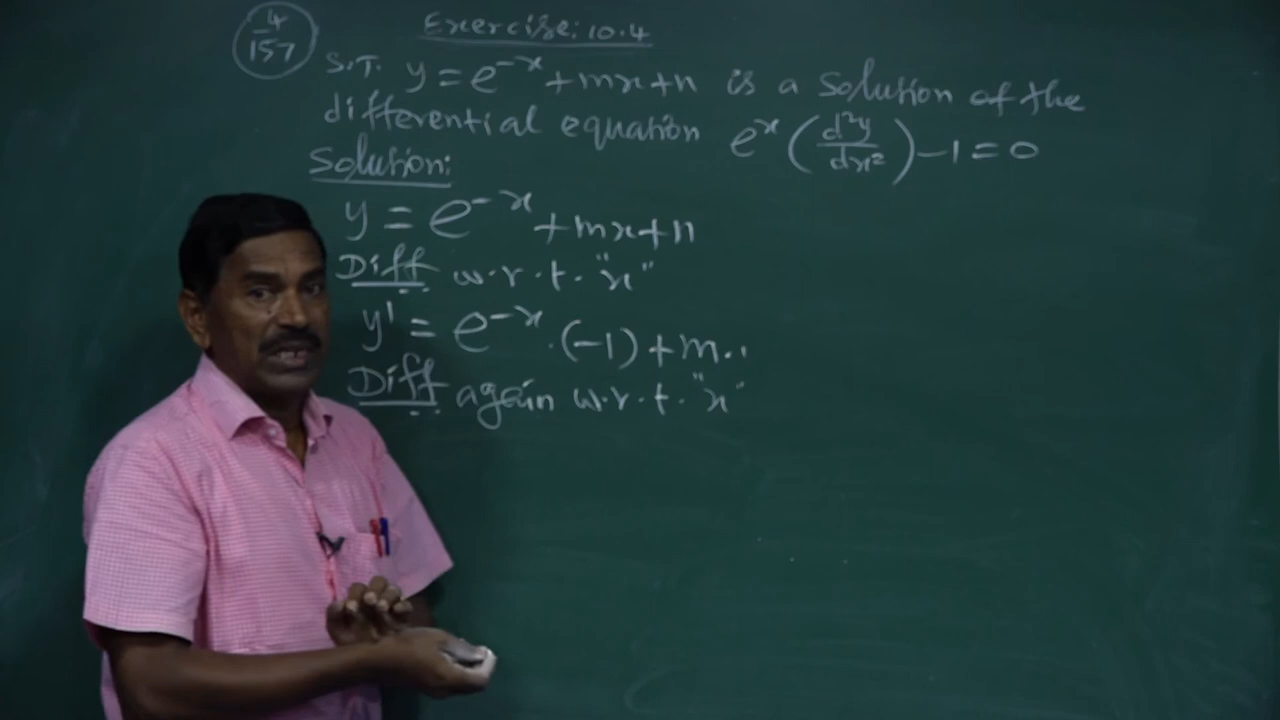 4
157
Exercise: 10.4
S.T. y = e^{-x} + mx + n is a solution of the
differential equation e^x (d²y/dx²) - 1 = 0
Solution:
y = e^{-x} + mx + n
Diff w.r.t. "x"
y' = e^{-x} . (-1) + m. 1
Diff again w.r.t. "x"